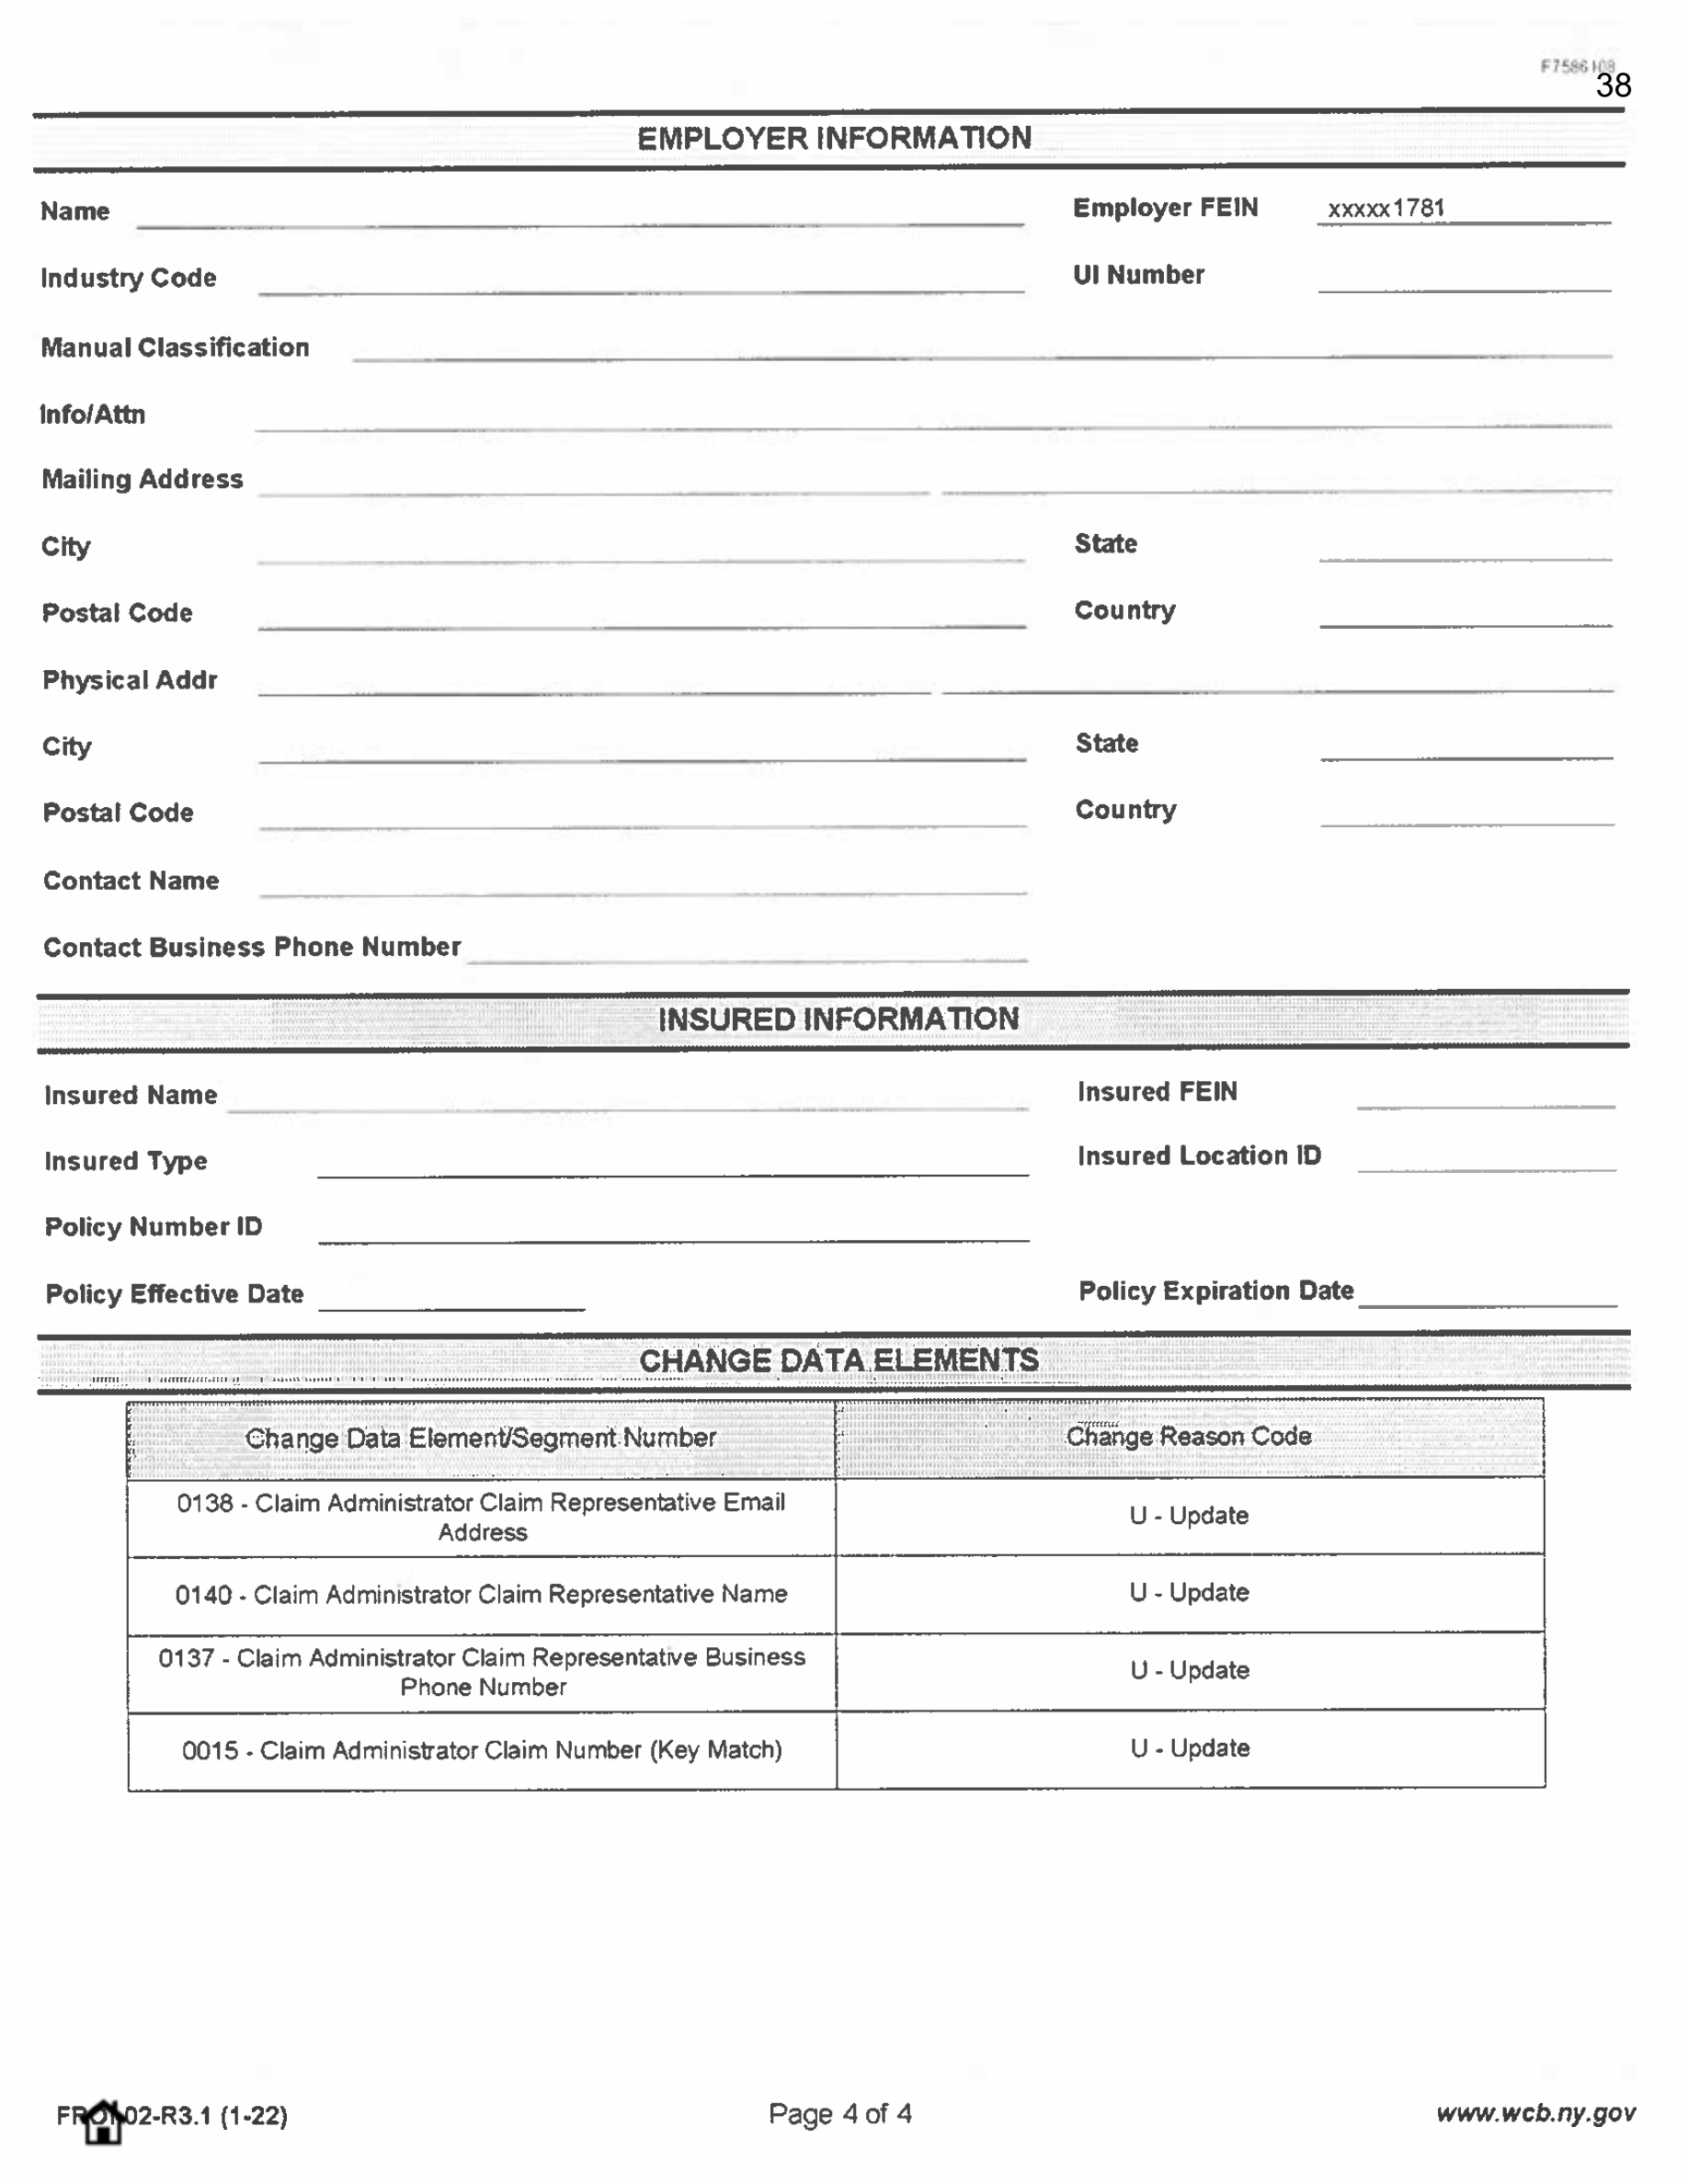 F7586108
38
EMPLOYER INFORMATION
Name Employer FEIN xxxxx1781
Industry Code UI Number
Manual Classification
Info/Attn
Mailing Address
City State
Postal Code Country
Physical Addr
City State
Postal Code Country
Contact Name
Contact Business Phone Number
INSURED INFORMATION
Insured Name Insured FEIN
Insured Type Insured Location ID
Policy Number ID
Policy Effective Date Policy Expiration Date
CHANGE DATA ELEMENTS
Change Data Element/Segment Number Change Reason Code
0138 - Claim Administrator Claim Representative Email
Address
U - Update
0140 - Claim Administrator Claim Representative Name U - Update
0137 - Claim Administrator Claim Representative Business
Phone Number
U - Update
0015 - Claim Administrator Claim Number (Key Match) U - Update
02-R3.1 (1-22) Page 4 of 4 www.wcb.ny.gov